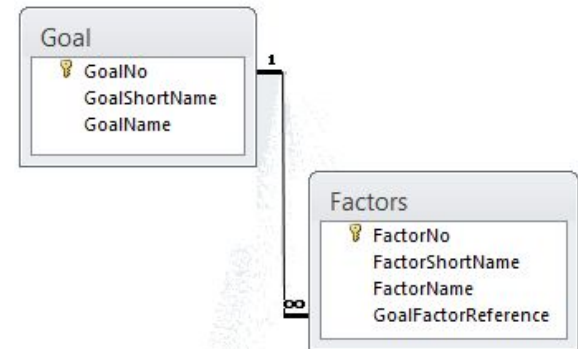 Goal
GoalNo
GoalShortName
GoalName
1
∞
Factors
FactorNo
FactorShortName
FactorName
GoalFactorReference